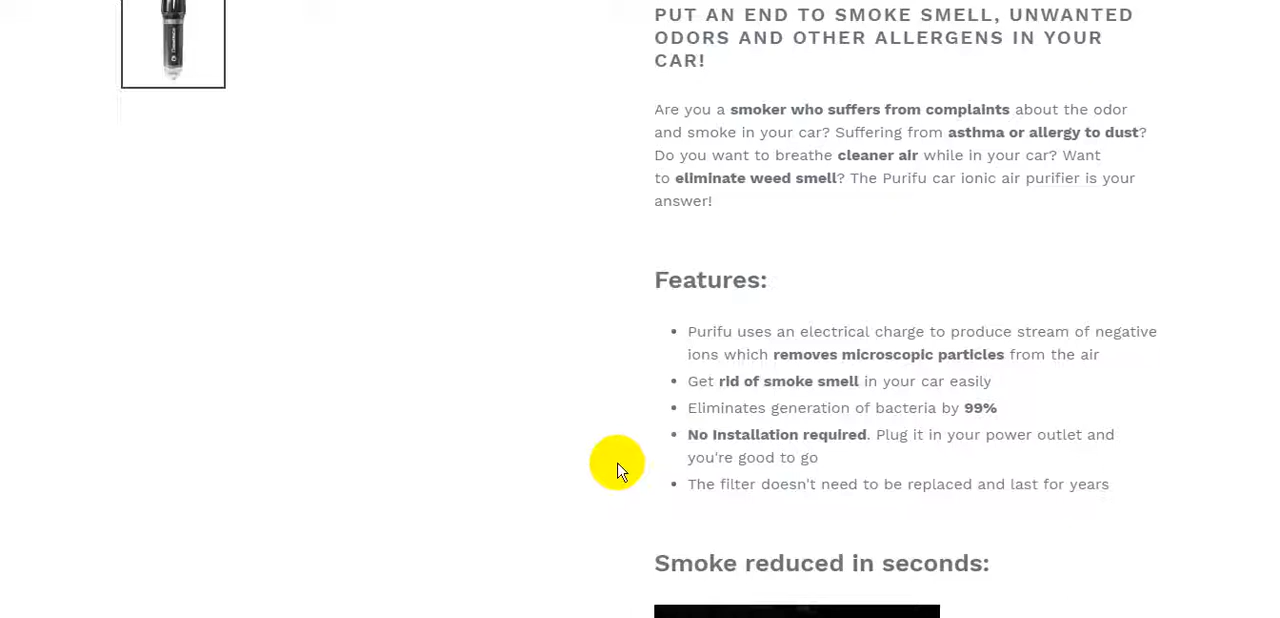 PUT AN END TO SMOKE SMELL, UNWANTED
ODORS AND OTHER ALLERGENS IN YOUR
CAR!
Are you a smoker who suffers from complaints about the odor
and smoke in your car? Suffering from asthma or allergy to dust?
Do you want to breathe cleaner air while in your car? Want
to eliminate weed smell? The Purifu car ionic air purifier is your
answer!
Features:
Purifu uses an electrical charge to produce stream of negative
ions which removes microscopic particles from the air
Get rid of smoke smell in your car easily
Eliminates generation of bacteria by 99%
No Installation required. Plug it in your power outlet and
you're good to go
The filter doesn't need to be replaced and last for years
Smoke reduced in seconds: